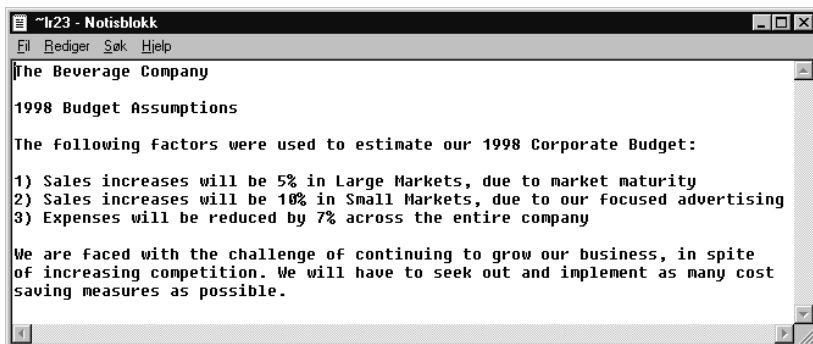 ~lr23 - Notisblokk
Fil Rediger Søk Hjelp
The Beverage Company
1998 Budget Assumptions
The following factors were used to estimate our 1998 Corporate Budget:
1) Sales increases will be 5% in Large Markets, due to market maturity
2) Sales increases will be 10% in Small Markets, due to our focused advertising
3) Expenses will be reduced by 7% across the entire company
We are faced with the challenge of continuing to grow our business, in spite
of increasing competition. We will have to seek out and implement as many cost
saving measures as possible.